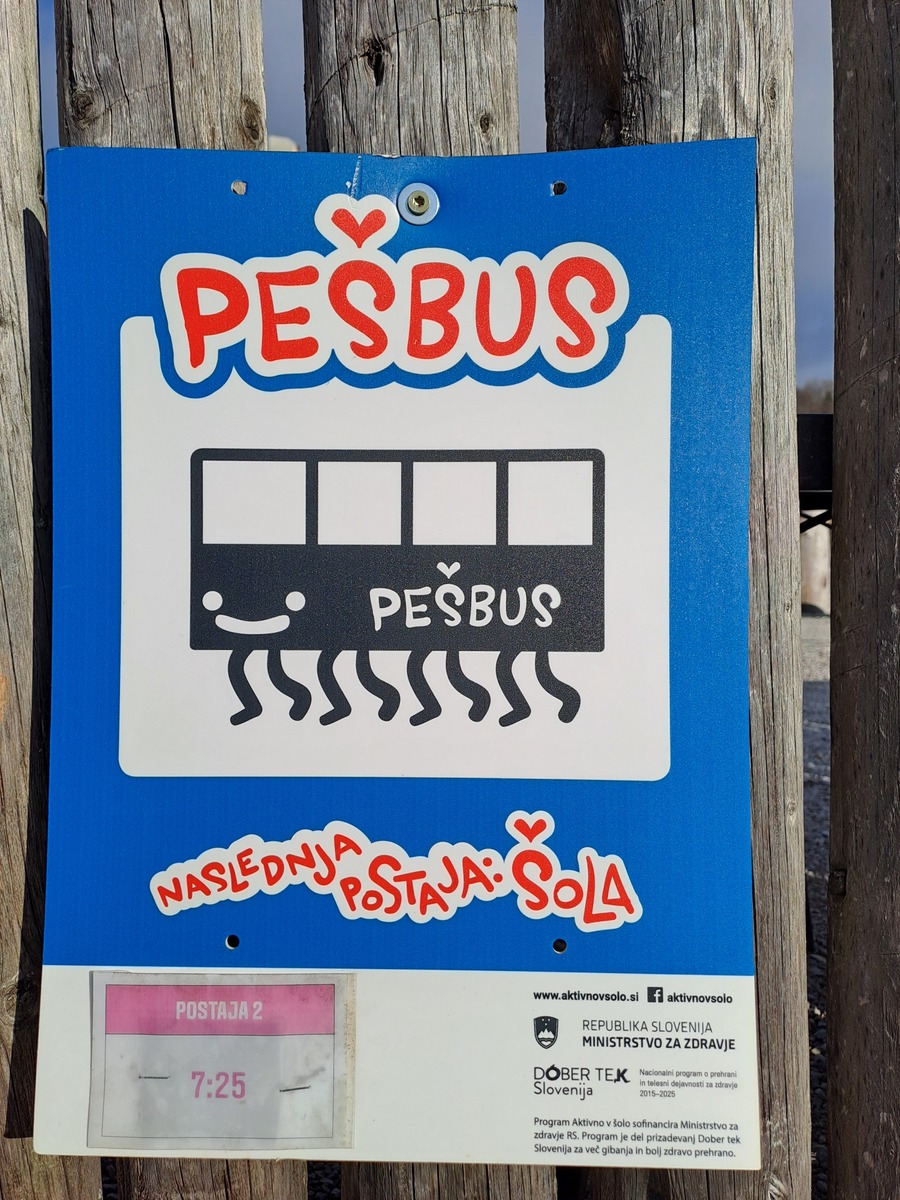 PEŠBUS
PEŠBUS
NASLEDNJA
POSTAJA: ŠOLA
POSTAJA 2
7:25
www.aktivnovsolo.si f aktivnovsolo
REPUBLIKA SLOVENIJA
MINISTRSTVO ZA ZDRAVJE
DOBER TEK
Slovenija
Nacionalni program o prehrani
in telesni dejavnosti za zdravje
2015–2025
Program Aktivno v šolo sofinancira Ministrstvo za
zdravje RS. Program je del prizadevanj Dober tek
Slovenija za več gibanja in bolj zdravo prehrano.